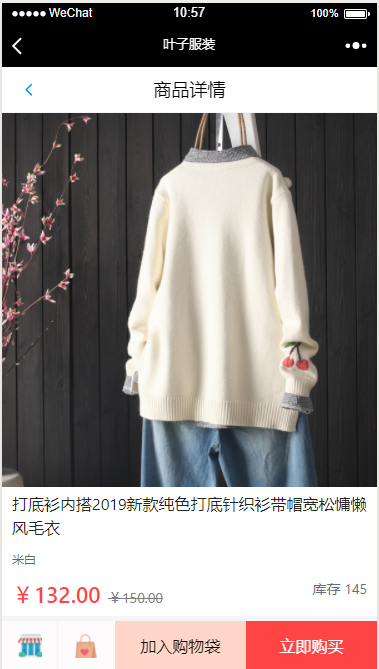 WeChat 10:57 100%
叶子服装
商品详情
打底衫内搭2019新款纯色打底针织衫带帽宽松慵懒
风毛衣
米白
￥132.00 ￥150.00 库存 145
加入购物袋 立即购买